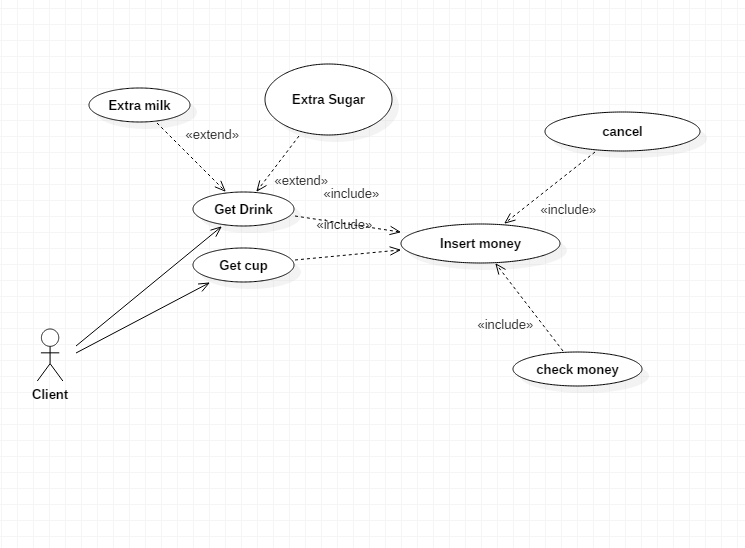 Extra milk
Extra Sugar
cancel
«extend»
«extend»
«include»
Get Drink
«include»
«include»
Insert money
Get cup
«include»
check money
Client